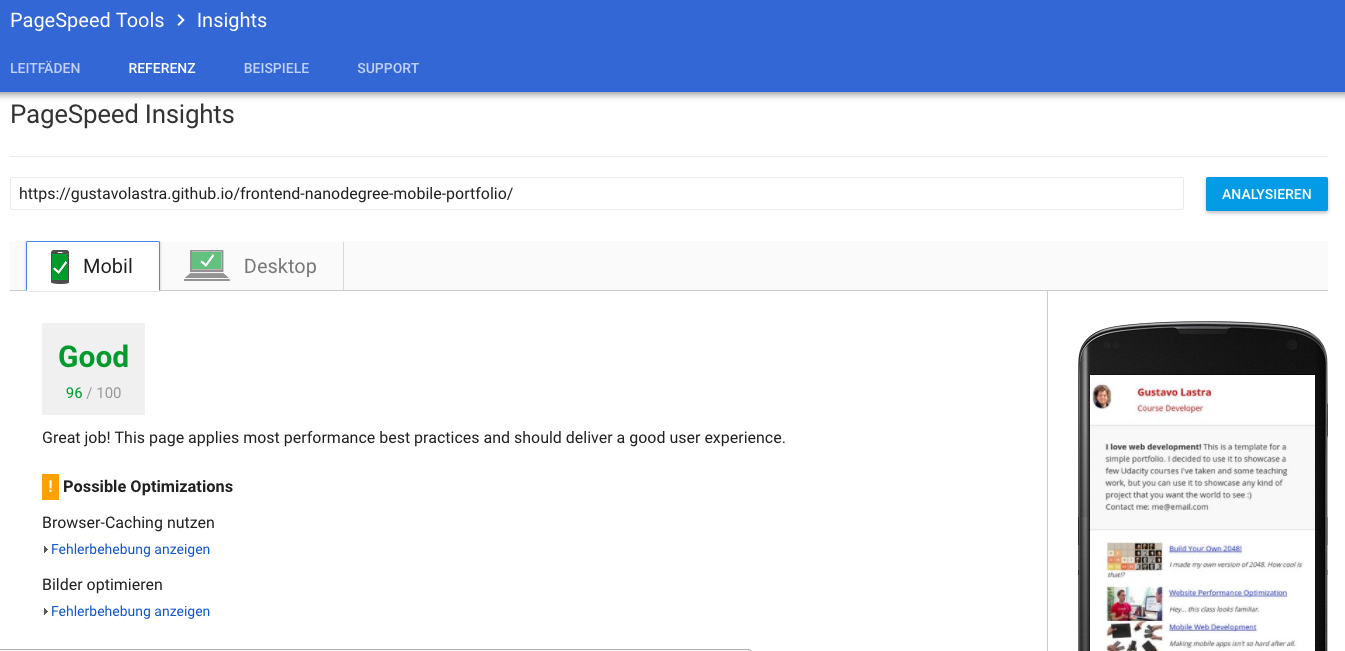 PageSpeed Tools > Insights
LEITFÄDEN REFERENZ BEISPIELE SUPPORT
PageSpeed Insights
https://gustavolastra.github.io/frontend-nanodegree-mobile-portfolio/ ANALYSIEREN
Mobil Desktop
Good
96 / 100
Great job! This page applies most performance best practices and should deliver a good user experience.
! Possible Optimizations
Browser-Caching nutzen
Fehlerbehebung anzeigen
Bilder optimieren
Fehlerbehebung anzeigen
Gustavo Lastra
Course Developer
I love web development! This is a template for a
simple portfolio. I decided to use it to showcase a
few Udacity courses I've taken and some teaching
work, but you can use it to showcase any kind of
project that you want the world to see :)
Contact me: me@email.com
Build Your Own 2048!
I made my own version of 2048. How cool is
that!?
Website Performance Optimization
Hey... this class looks familiar.
Mobile Web Development
Making mobile apps isn't so hard after all.